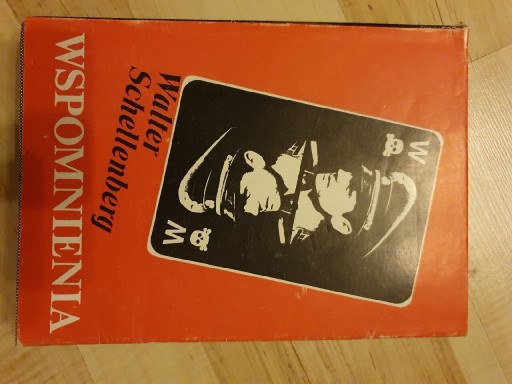 Walter
Schellenberg
WSPOMNIENIA
W
W